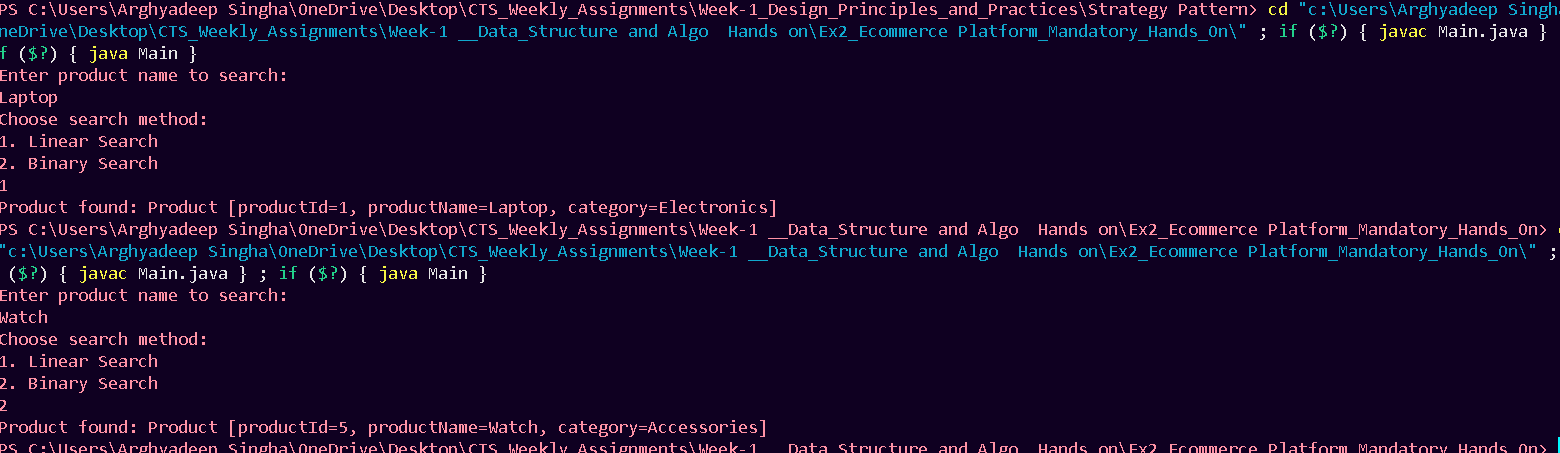 PS C:\Users\Arghyadeep Singha\OneDrive\Desktop\CTS_Weekly_Assignments\Week-1_Design_Principles_and_Practices\Strategy Pattern> cd "c:\Users\Arghyadeep Singh
neDrive\Desktop\CTS_Weekly_Assignments\Week-1 __Data_Structure and Algo  Hands on\Ex2_Ecommerce Platform_Mandatory_Hands_On\" ; if ($?) { javac Main.java }
f ($?) { java Main }
Enter product name to search:
Laptop
Choose search method:
1. Linear Search
2. Binary Search
1
Product found: Product [productId=1, productName=Laptop, category=Electronics]
PS C:\Users\Arghyadeep Singha\OneDrive\Desktop\CTS_Weekly_Assignments\Week-1 __Data_Structure and Algo  Hands on\Ex2_Ecommerce Platform_Mandatory_Hands_On>
"c:\Users\Arghyadeep Singha\OneDrive\Desktop\CTS_Weekly_Assignments\Week-1 __Data_Structure and Algo  Hands on\Ex2_Ecommerce Platform_Mandatory_Hands_On\" ;
($?) { javac Main.java } ; if ($?) { java Main }
Enter product name to search:
Watch
Choose search method:
1. Linear Search
2. Binary Search
2
Product found: Product [productId=5, productName=Watch, category=Accessories]
PS C:\Users\Arghyadeep Singha\OneDrive\Desktop\CTS_Weekly_Assignments\Week-1 __Data_Structure and Algo  Hands on\Ex2_Ecommerce Platform_Mandatory_Hands_On>